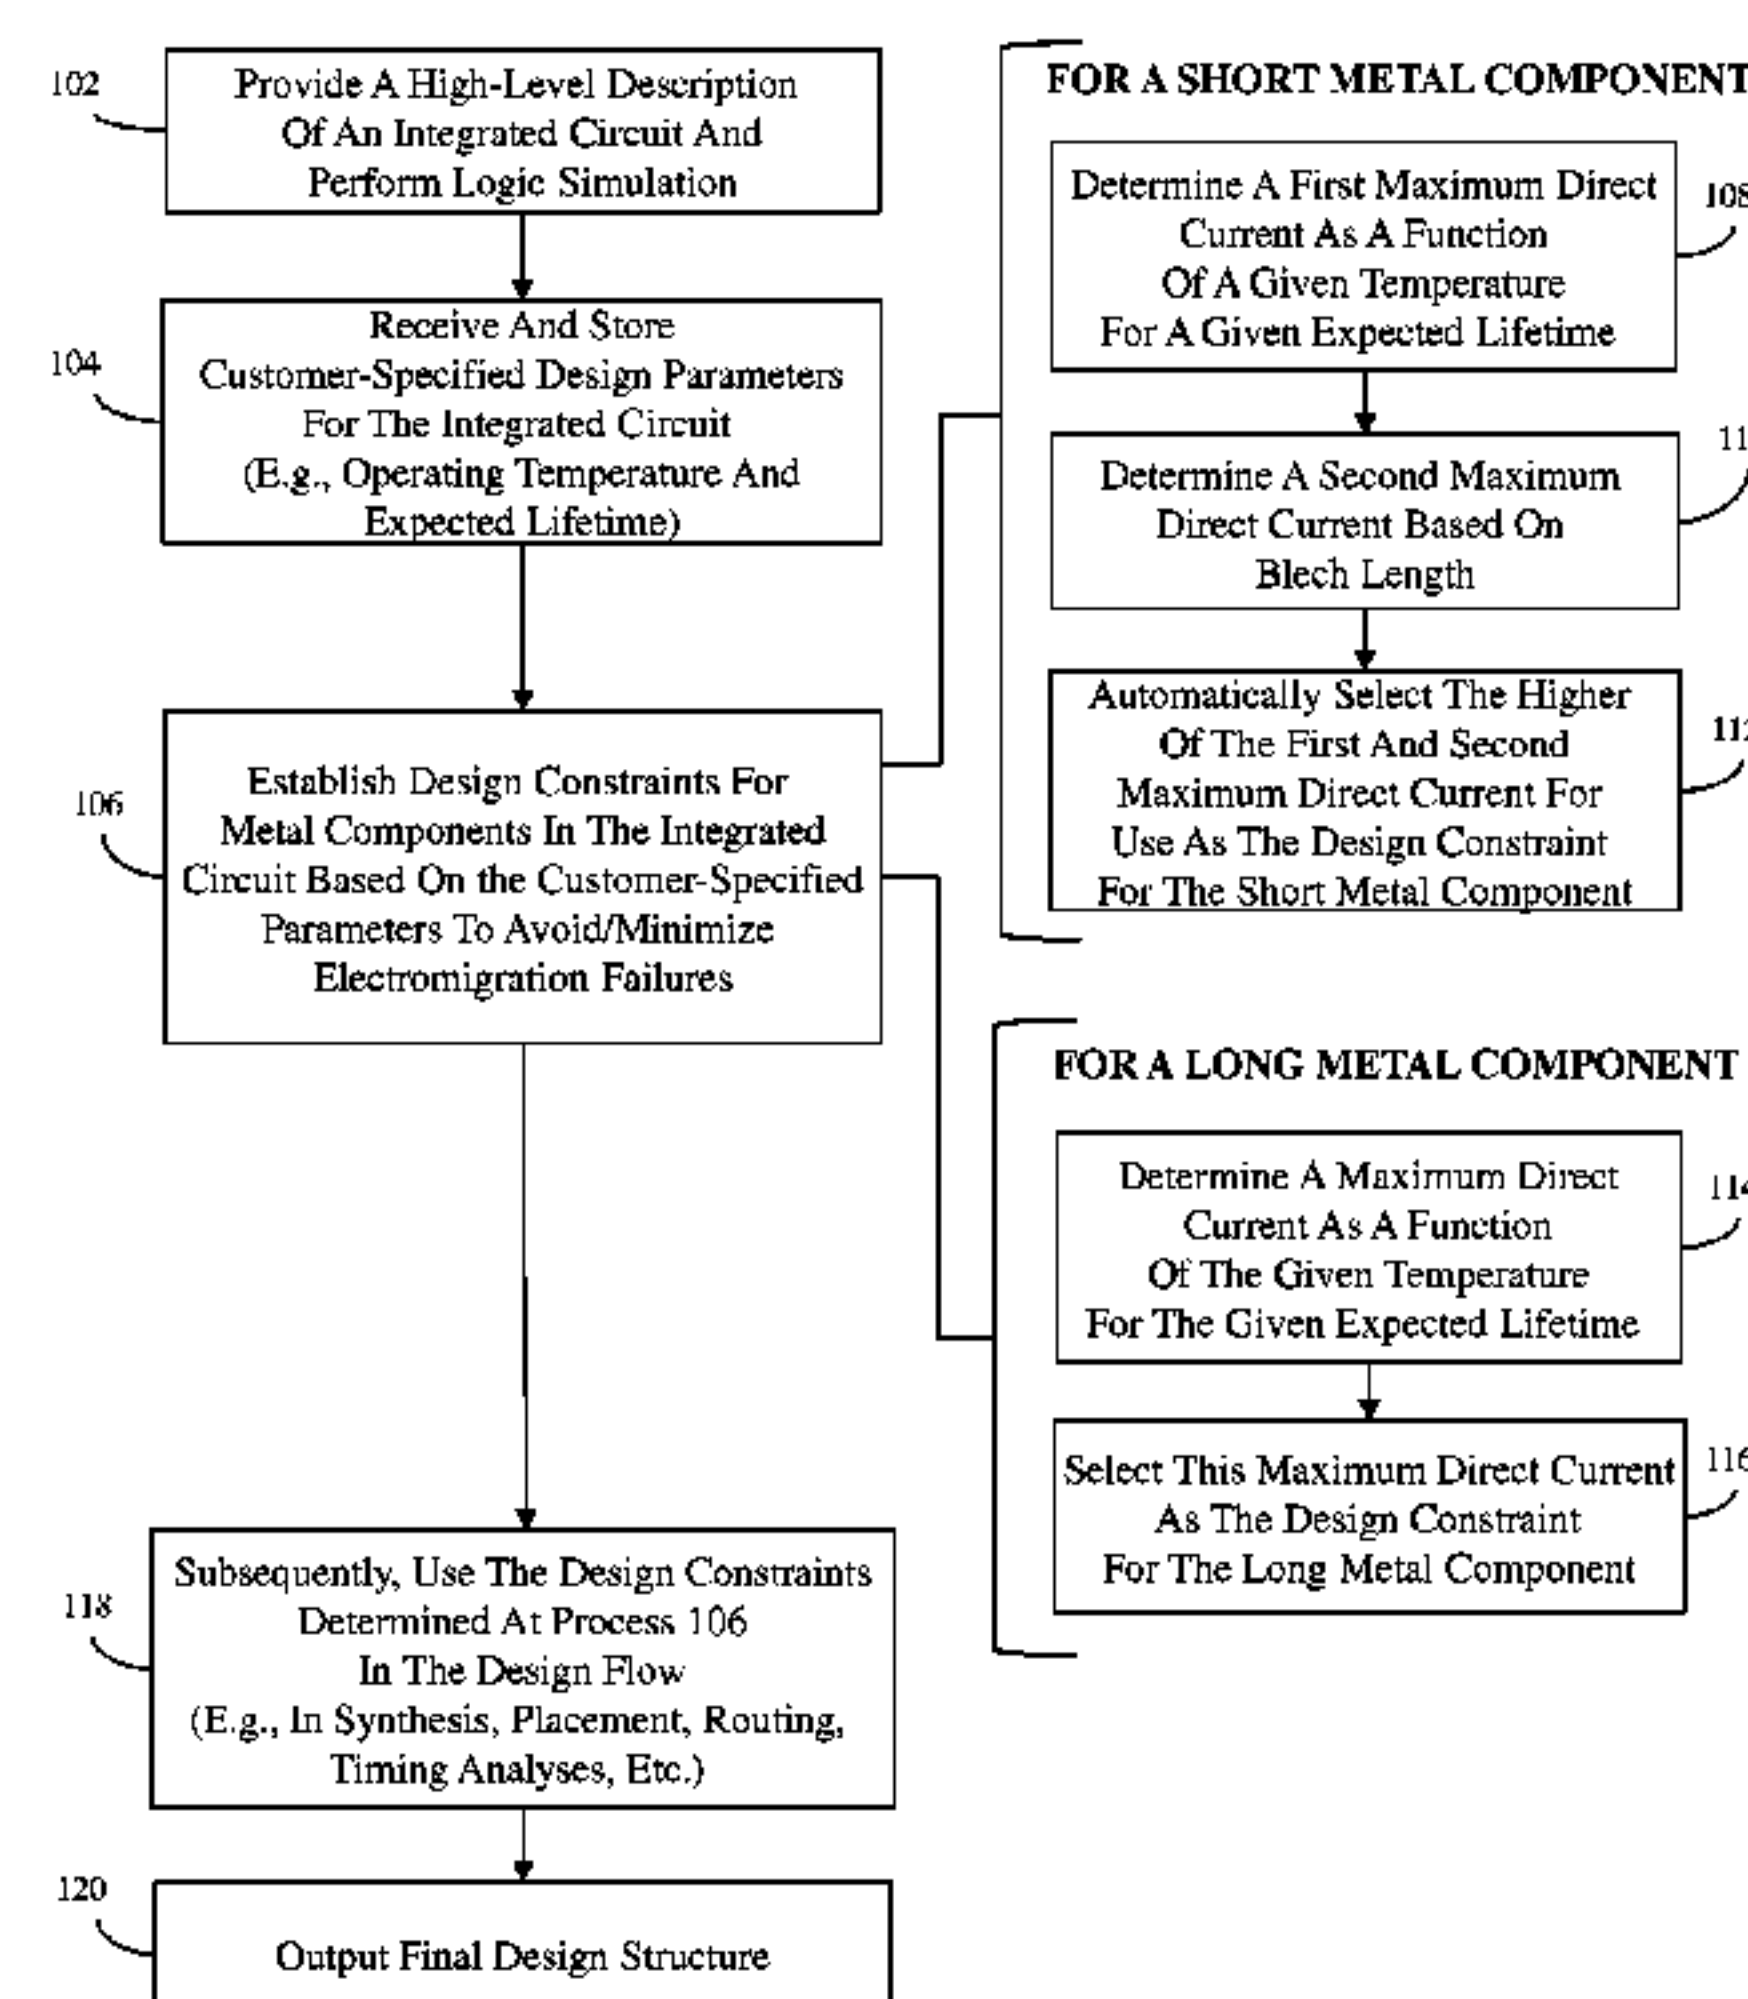 102
Provide A High-Level Description
Of An Integrated Circuit And
Perform Logic Simulation
104
Receive And Store
Customer-Specified Design Parameters
For The Integrated Circuit
(E.g., Operating Temperature And
Expected Lifetime)
106
Establish Design Constraints For
Metal Components In The Integrated
Circuit Based On the Customer-Specified
Parameters To Avoid/Minimize
Electromigration Failures
FOR A SHORT METAL COMPONENT
Determine A First Maximum Direct
Current As A Function
Of A Given Temperature
For A Given Expected Lifetime
108
Determine A Second Maximum
Direct Current Based On
Blech Length
11
Automatically Select The Higher
Of The First And Second
Maximum Direct Current For
Use As The Design Constraint
For The Short Metal Component
112
FOR A LONG METAL COMPONENT
Determine A Maximum Direct
Current As A Function
Of The Given Temperature
For The Given Expected Lifetime
114
Select This Maximum Direct Current
As The Design Constraint
For The Long Metal Component
116
118
Subsequently, Use The Design Constraints
Determined At Process 106
In The Design Flow
(E.g., In Synthesis, Placement, Routing,
Timing Analyses, Etc.)
120
Output Final Design Structure